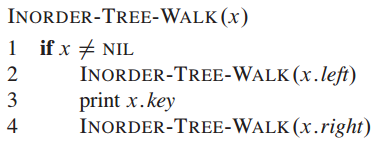 INORDER-TREE-WALK(x)
1 if x ≠ NIL
2 INORDER-TREE-WALK(x.left)
3 print x.key
4 INORDER-TREE-WALK(x.right)